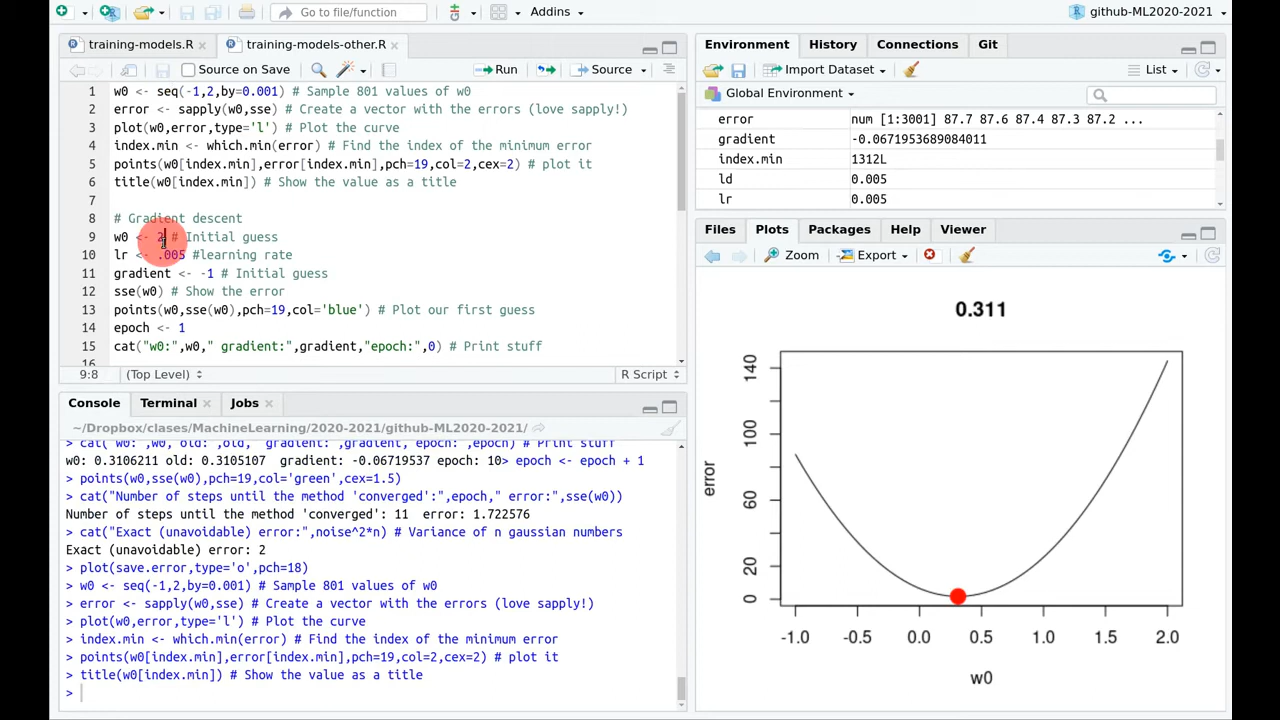 Go to file/function
Addins
github-ML2020-2021
training-models.R
training-models-other.R
Source on Save
Run
Source
1 w0 <- seq(-1,2,by=0.001) # Sample 801 values of w0
2 error <- sapply(w0,sse) # Create a vector with the errors (love sapply!)
3 plot(w0,error,type='l') # Plot the curve
4 index.min <- which.min(error) # Find the index of the minimum error
5 points(w0[index.min],error[index.min],pch=19,col=2,cex=2) # plot it
6 title(w0[index.min]) # Show the value as a title
7
8 # Gradient descent
9 w0 <- 2 # Initial guess
10 lr <- .005 #learning rate
11 gradient <- -1 # Initial guess
12 sse(w0) # Show the error
13 points(w0,sse(w0),pch=19,col='blue') # Plot our first guess
14 epoch <- 1
15 cat("w0:",w0," gradient:",gradient,"epoch:",0) # Print stuff
16
9:8
(Top Level)
R Script
Console
Terminal
Jobs
~/Dropbox/clases/MachineLearning/2020-2021/github-ML2020-2021/
> cat("w0:",w0,"old:",old," gradient:",gradient,"epoch:",epoch) # Print stuff
w0: 0.3106211 old: 0.3105107  gradient: -0.06719537 epoch: 10> epoch <- epoch + 1
> points(w0,sse(w0),pch=19,col='green',cex=1.5)
> cat("Number of steps until the method 'converged':",epoch," error:",sse(w0))
Number of steps until the method 'converged': 11  error: 1.722576
> cat("Exact (unavoidable) error:",noise^2*n) # Variance of n gaussian numbers
Exact (unavoidable) error: 2
> plot(save.error,type='o',pch=18)
> w0 <- seq(-1,2,by=0.001) # Sample 801 values of w0
> error <- sapply(w0,sse) # Create a vector with the errors (love sapply!)
> plot(w0,error,type='l') # Plot the curve
> index.min <- which.min(error) # Find the index of the minimum error
> points(w0[index.min],error[index.min],pch=19,col=2,cex=2) # plot it
> title(w0[index.min]) # Show the value as a title
>
Environment
History
Connections
Git
Import Dataset
List
Global Environment
error num [1:3001] 87.7 87.6 87.4 87.3 87.2 ...
gradient -0.0671953689084011
index.min 1312L
ld 0.005
lr 0.005
Files
Plots
Packages
Help
Viewer
Zoom
Export
0.311
error
140
100
60
20
0
-1.0 -0.5 0.0 0.5 1.0 1.5 2.0
w0